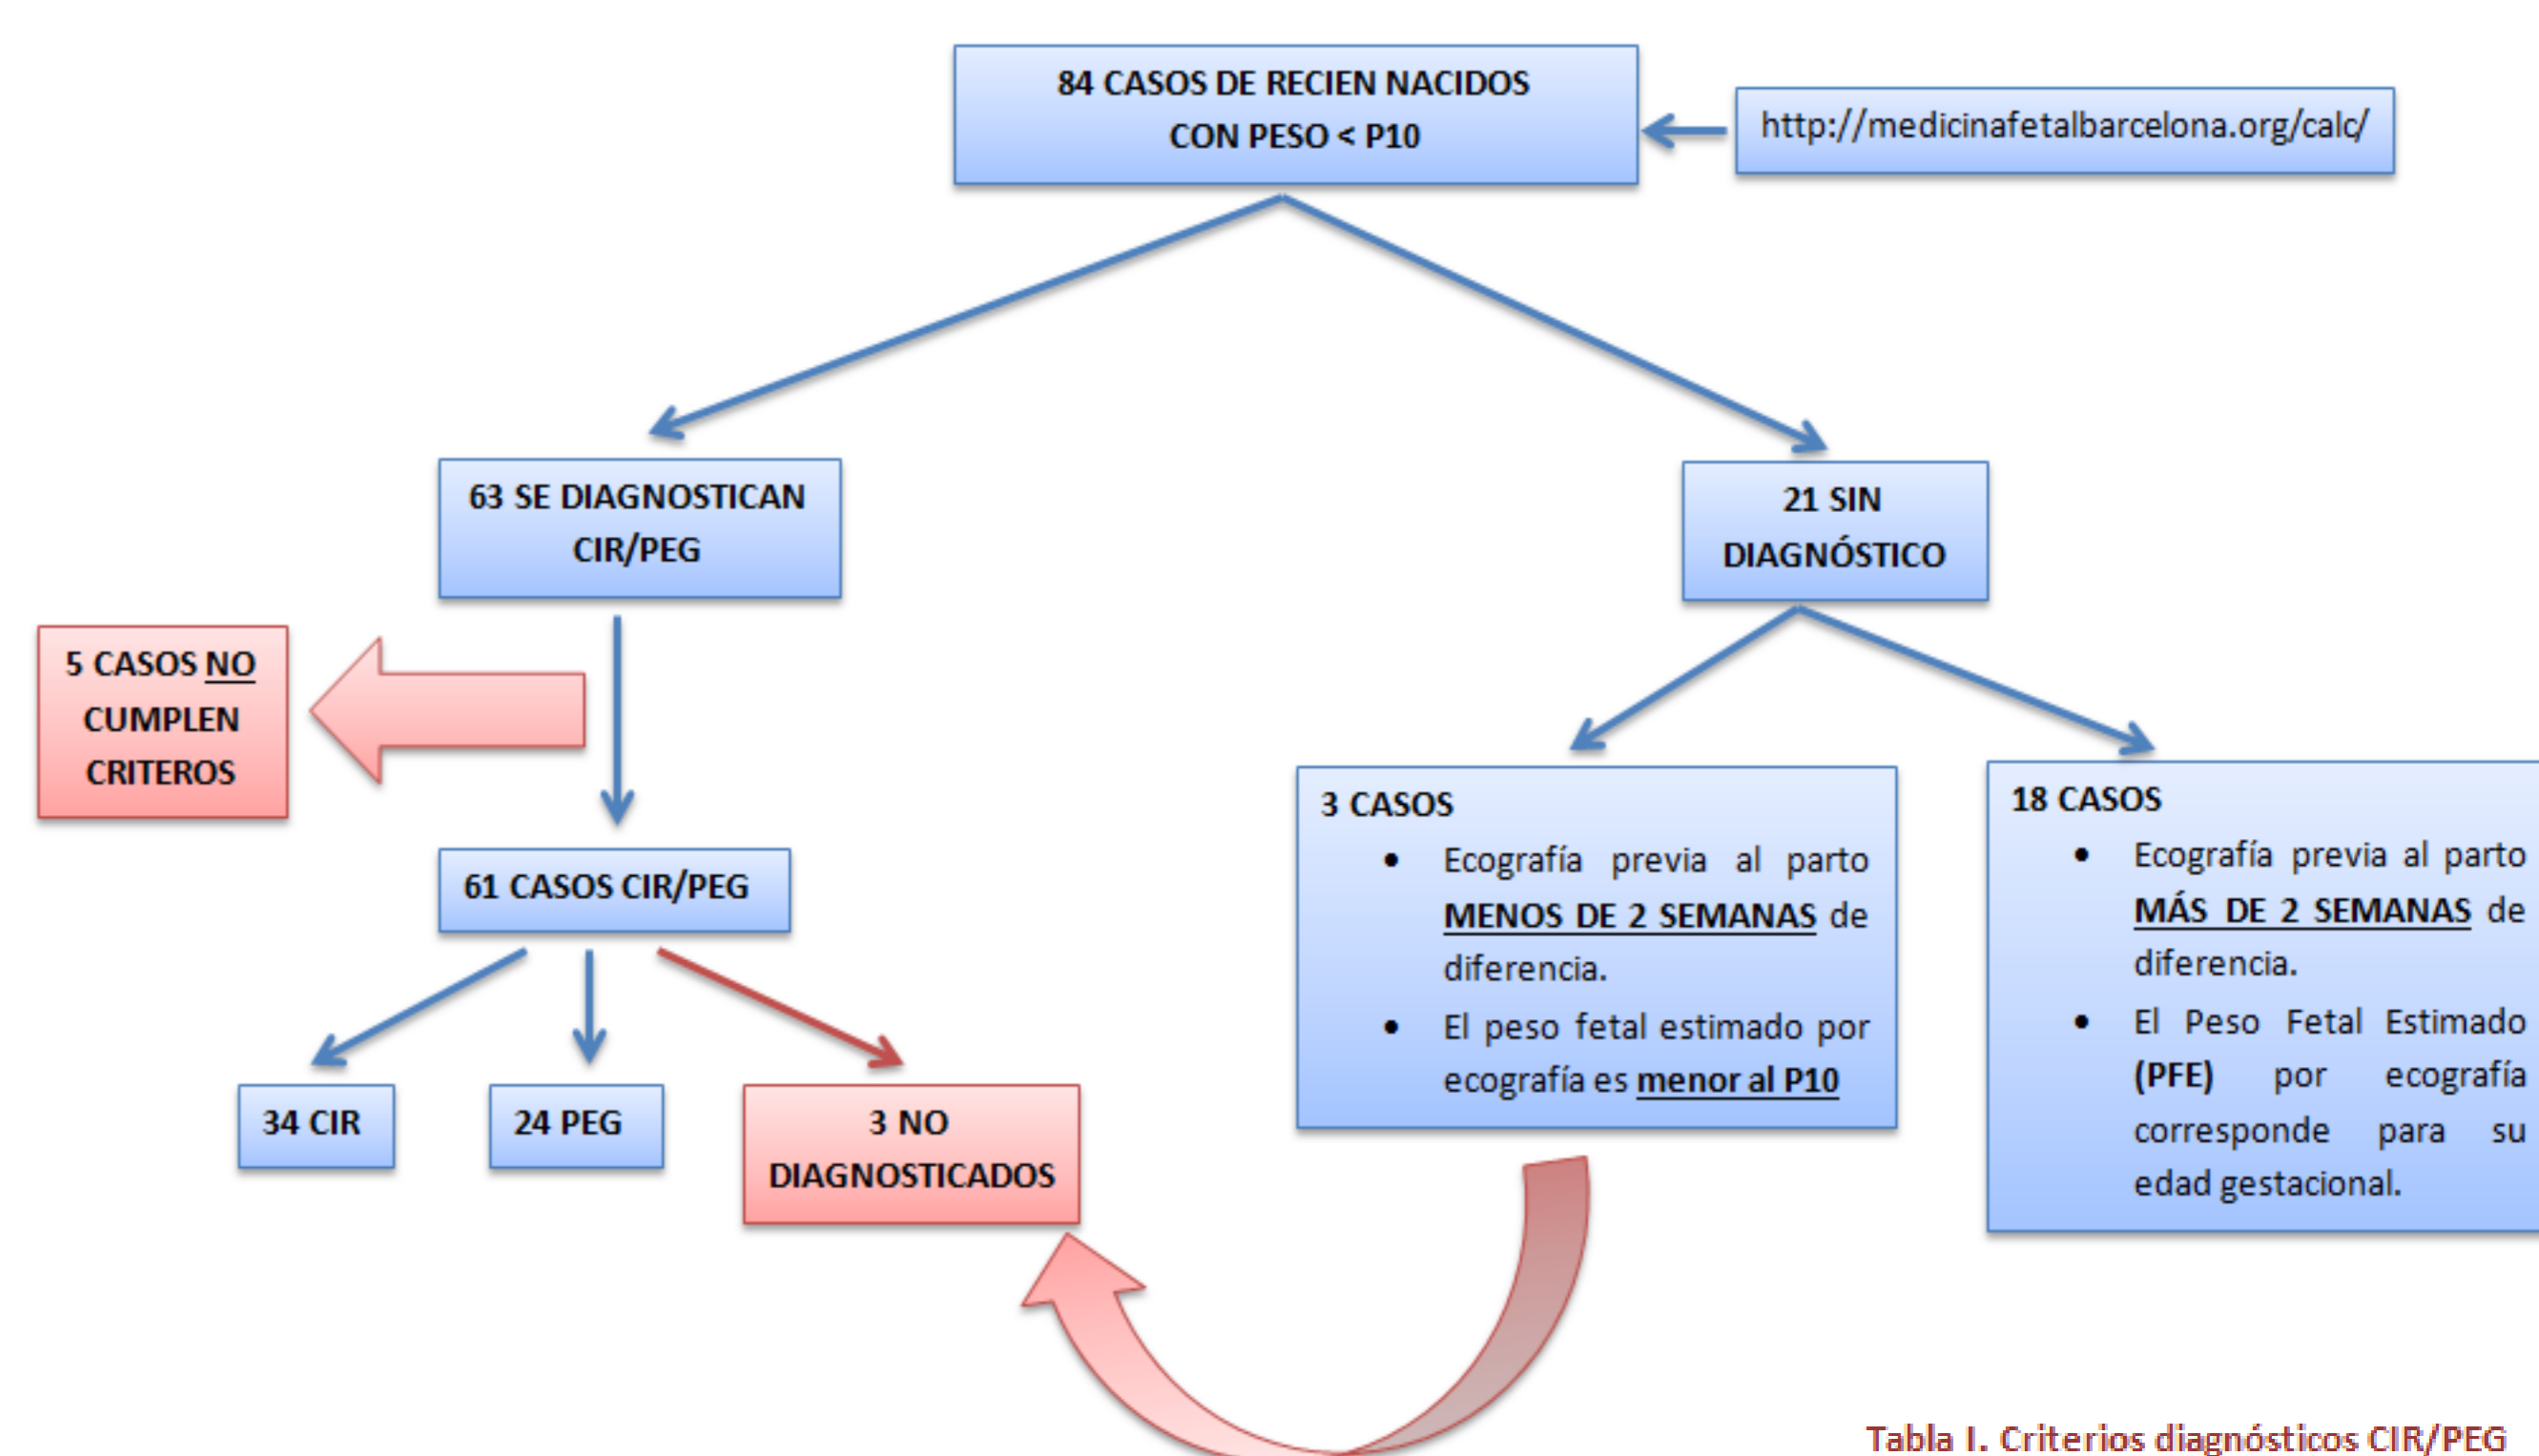 84 CASOS DE RECIEN NACIDOS
CON PESO < P10
http://medicinafetalbarcelona.org/calc/
63 SE DIAGNOSTICAN
CIR/PEG
21 SIN
DIAGNÓSTICO
5 CASOS NO
CUMPLEN
CRITEROS
61 CASOS CIR/PEG
34 CIR
24 PEG
3 NO
DIAGNOSTICADOS
3 CASOS
• Ecografía previa al parto
MENOS DE 2 SEMANAS de
diferencia.
• El peso fetal estimado por
ecografía es menor al P10
18 CASOS
• Ecografía previa al parto
MÁS DE 2 SEMANAS de
diferencia.
• El Peso Fetal Estimado
(PFE) por ecografía
corresponde para su
edad gestacional.
Tabla I. Criterios diagnósticos CIR/PEG